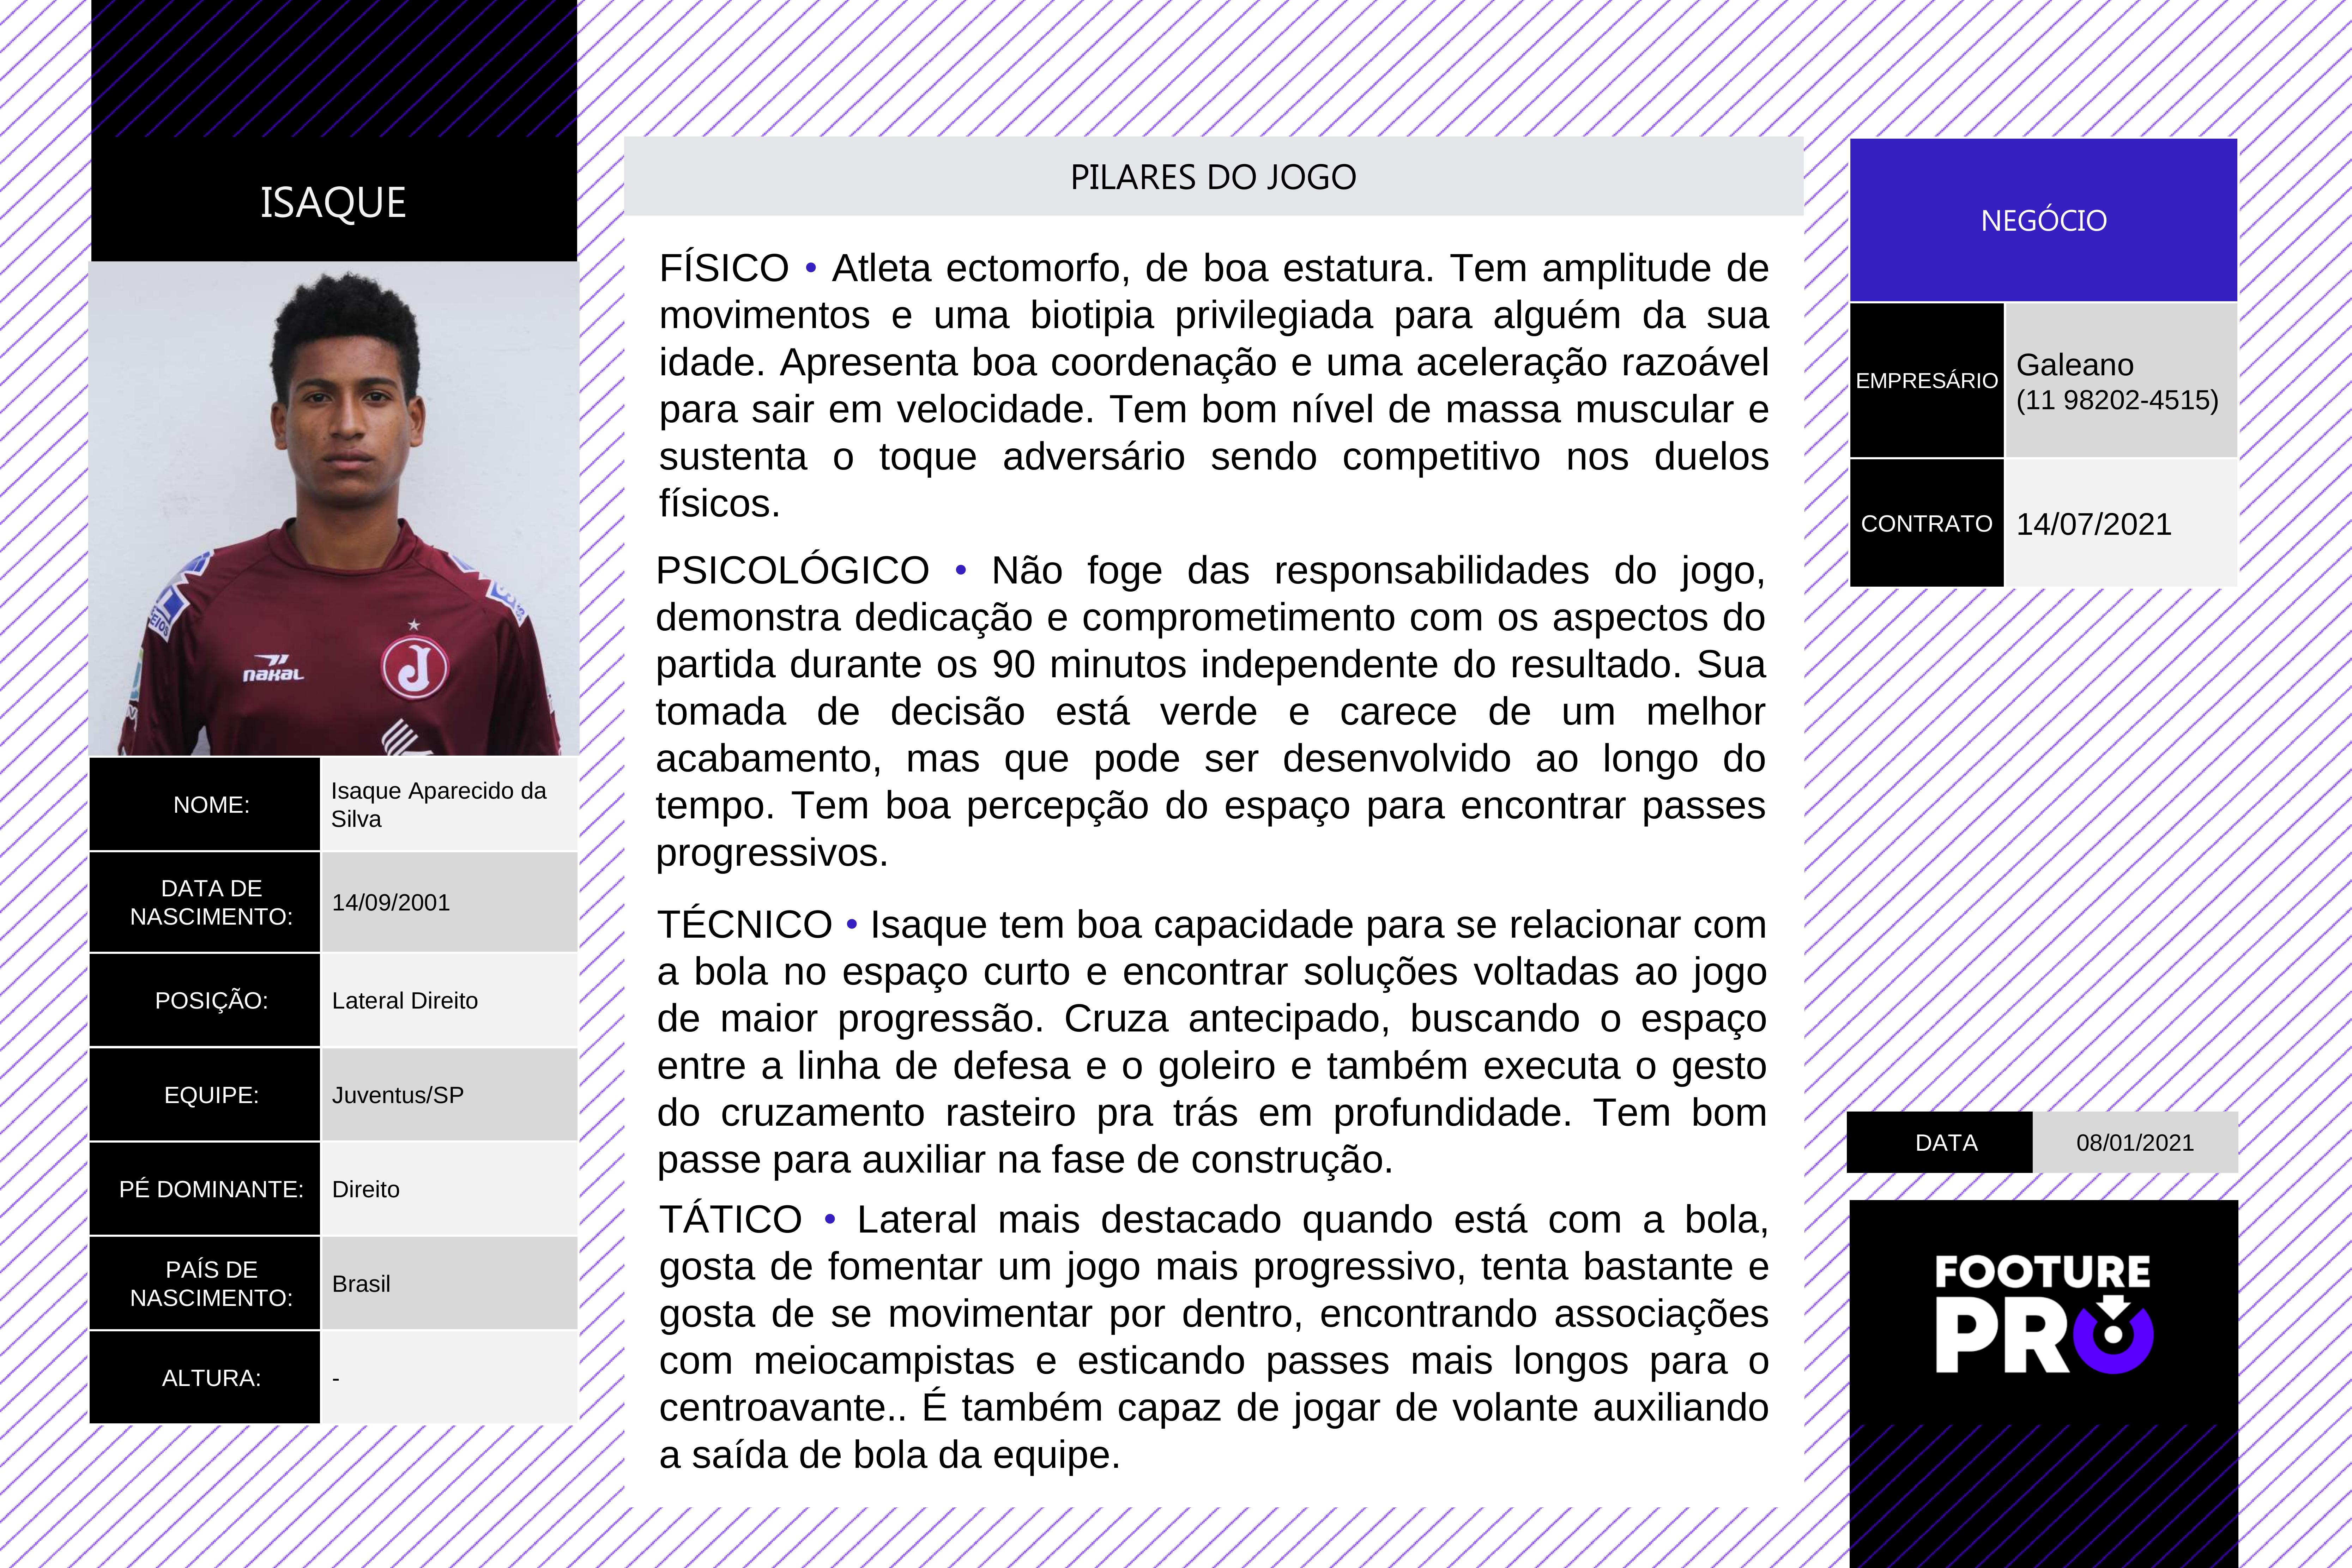 ISAQUE
nakal
J
EIOS
NOME:
Isaque Aparecido da
Silva
DATA DE
NASCIMENTO:
14/09/2001
POSIÇÃO:
Lateral Direito
EQUIPE:
Juventus/SP
PÉ DOMINANTE:
Direito
PAÍS DE
NASCIMENTO:
Brasil
ALTURA:
-
PILARES DO JOGO
FÍSICO • Atleta ectomorfo, de boa estatura. Tem amplitude de
movimentos e uma biotipia privilegiada para alguém da sua
idade. Apresenta boa coordenação e uma aceleração razoável
para sair em velocidade. Tem bom nível de massa muscular e
sustenta o toque adversário sendo competitivo nos duelos
físicos.
PSICOLÓGICO • Não foge das responsabilidades do jogo,
demonstra dedicação e comprometimento com os aspectos do
partida durante os 90 minutos independente do resultado. Sua
tomada de decisão está verde e carece de um melhor
acabamento, mas que pode ser desenvolvido ao longo do
tempo. Tem boa percepção do espaço para encontrar passes
progressivos.
TÉCNICO • Isaque tem boa capacidade para se relacionar com
a bola no espaço curto e encontrar soluções voltadas ao jogo
de maior progressão. Cruza antecipado, buscando o espaço
entre a linha de defesa e o goleiro e também executa o gesto
do cruzamento rasteiro pra trás em profundidade. Tem bom
passe para auxiliar na fase de construção.
TÁTICO • Lateral mais destacado quando está com a bola,
gosta de fomentar um jogo mais progressivo, tenta bastante e
gosta de se movimentar por dentro, encontrando associações
com meiocampistas e esticando passes mais longos para o
centroavante.. É também capaz de jogar de volante auxiliando
a saída de bola da equipe.
NEGÓCIO
EMPRESÁRIO
Galeano
(11 98202-4515)
CONTRATO
14/07/2021
DATA
08/01/2021
FOOTURE
PRO